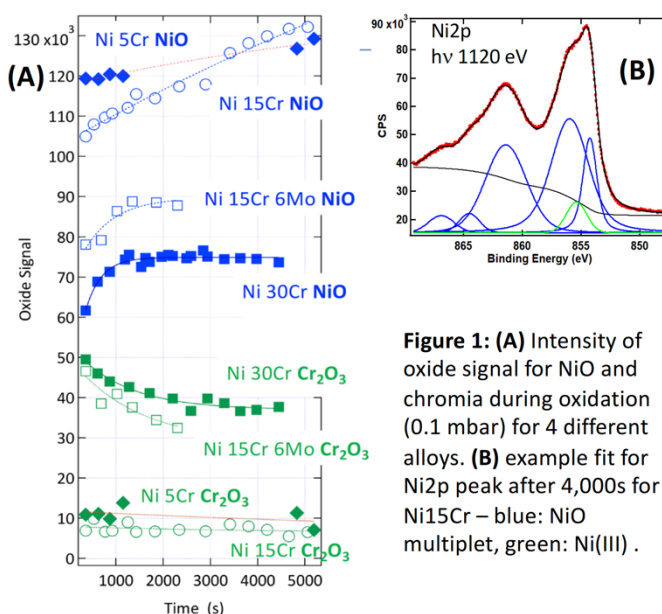 130 x10³
(A)
Ni 5Cr NiO
120
Ni 15Cr NiO
110
100
90
Ni 15Cr 6Mo NiO
80
70
Ni 30Cr NiO
Oxide Signal
60
50
Ni 30Cr Cr₂O₃
40
30
Ni 15Cr 6Mo Cr₂O₃
20
Ni 5Cr Cr₂O₃
10
Ni 15Cr Cr₂O₃
0
1000 2000 3000 4000 5000
Time (s)
90x10³
Ni2p
hν 1120 eV
(B)
80
70
60
CPS
50
40
30
20
865 860 855 850
Binding Energy (eV)
Figure 1: (A) Intensity of
oxide signal for NiO and
chromia during oxidation
(0.1 mbar) for 4 different
alloys. (B) example fit for
Ni2p peak after 4,000s for
Ni15Cr – blue: NiO
multiplet, green: Ni(III) .